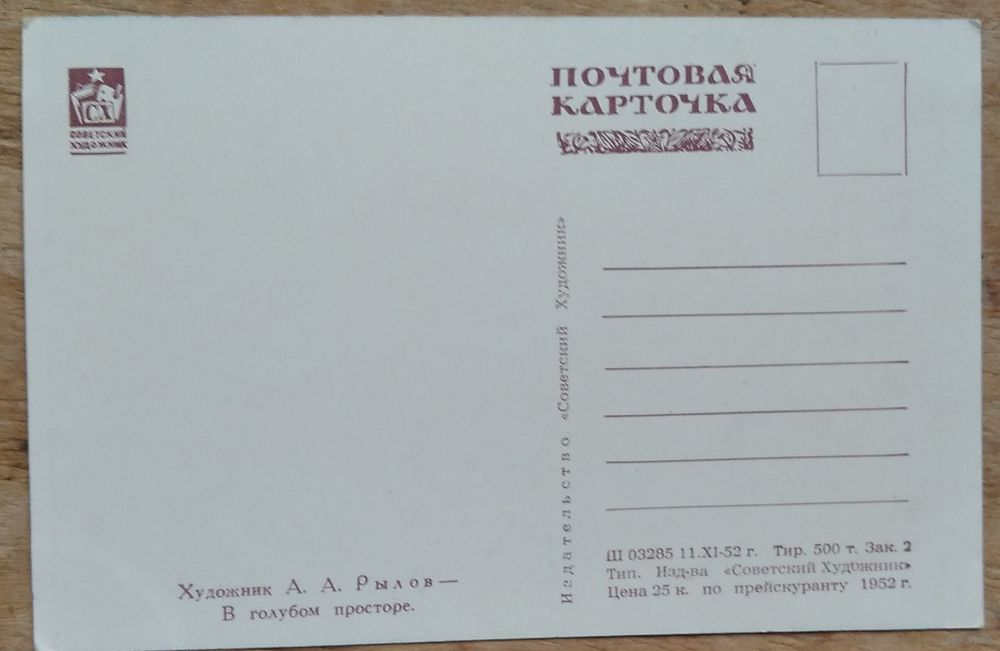 СХ
СОВЕТСКИЙ
ХУДОЖНИК
ПОЧТОВАЯ
КАРТОЧКА
Издательство «Советский Художник»
Художник А. А. Рылов —
В голубом просторе.
Ш 03285 11.XI-52 г. Тир. 500 т. Зак. 2
Тип. Изд-ва «Советский Художник»
Цена 25 к. по прейскуранту 1952 г.